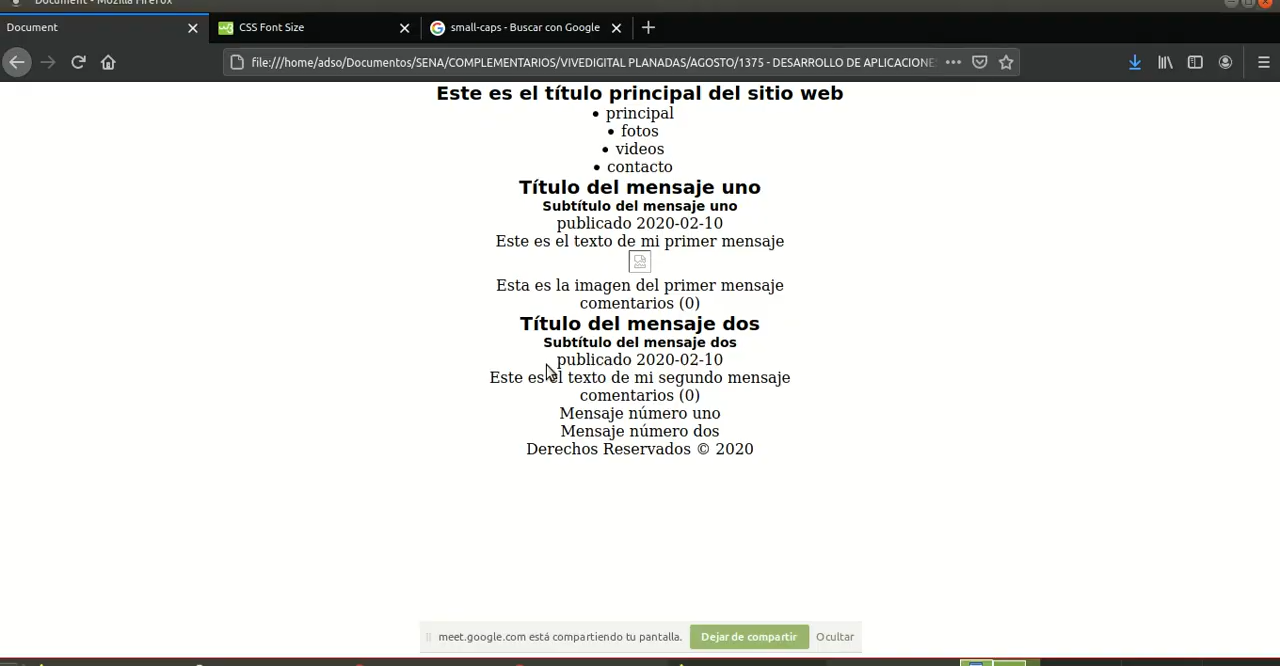 Document - Mozilla Firefox
Document
CSS Font Size
small-caps - Buscar con Google
file:///home/adso/Documentos/SENA/COMPLEMENTARIOS/VIVEDIGITAL PLANADAS/AGOSTO/1375 - DESARROLLO DE APLICACIONE
Este es el título principal del sitio web
• principal
• fotos
• videos
• contacto
Título del mensaje uno
Subtítulo del mensaje uno
publicado 2020-02-10
Este es el texto de mi primer mensaje
Esta es la imagen del primer mensaje
comentarios (0)
Título del mensaje dos
Subtítulo del mensaje dos
publicado 2020-02-10
Este es el texto de mi segundo mensaje
comentarios (0)
Mensaje número uno
Mensaje número dos
Derechos Reservados © 2020
meet.google.com está compartiendo tu pantalla. Dejar de compartir Ocultar